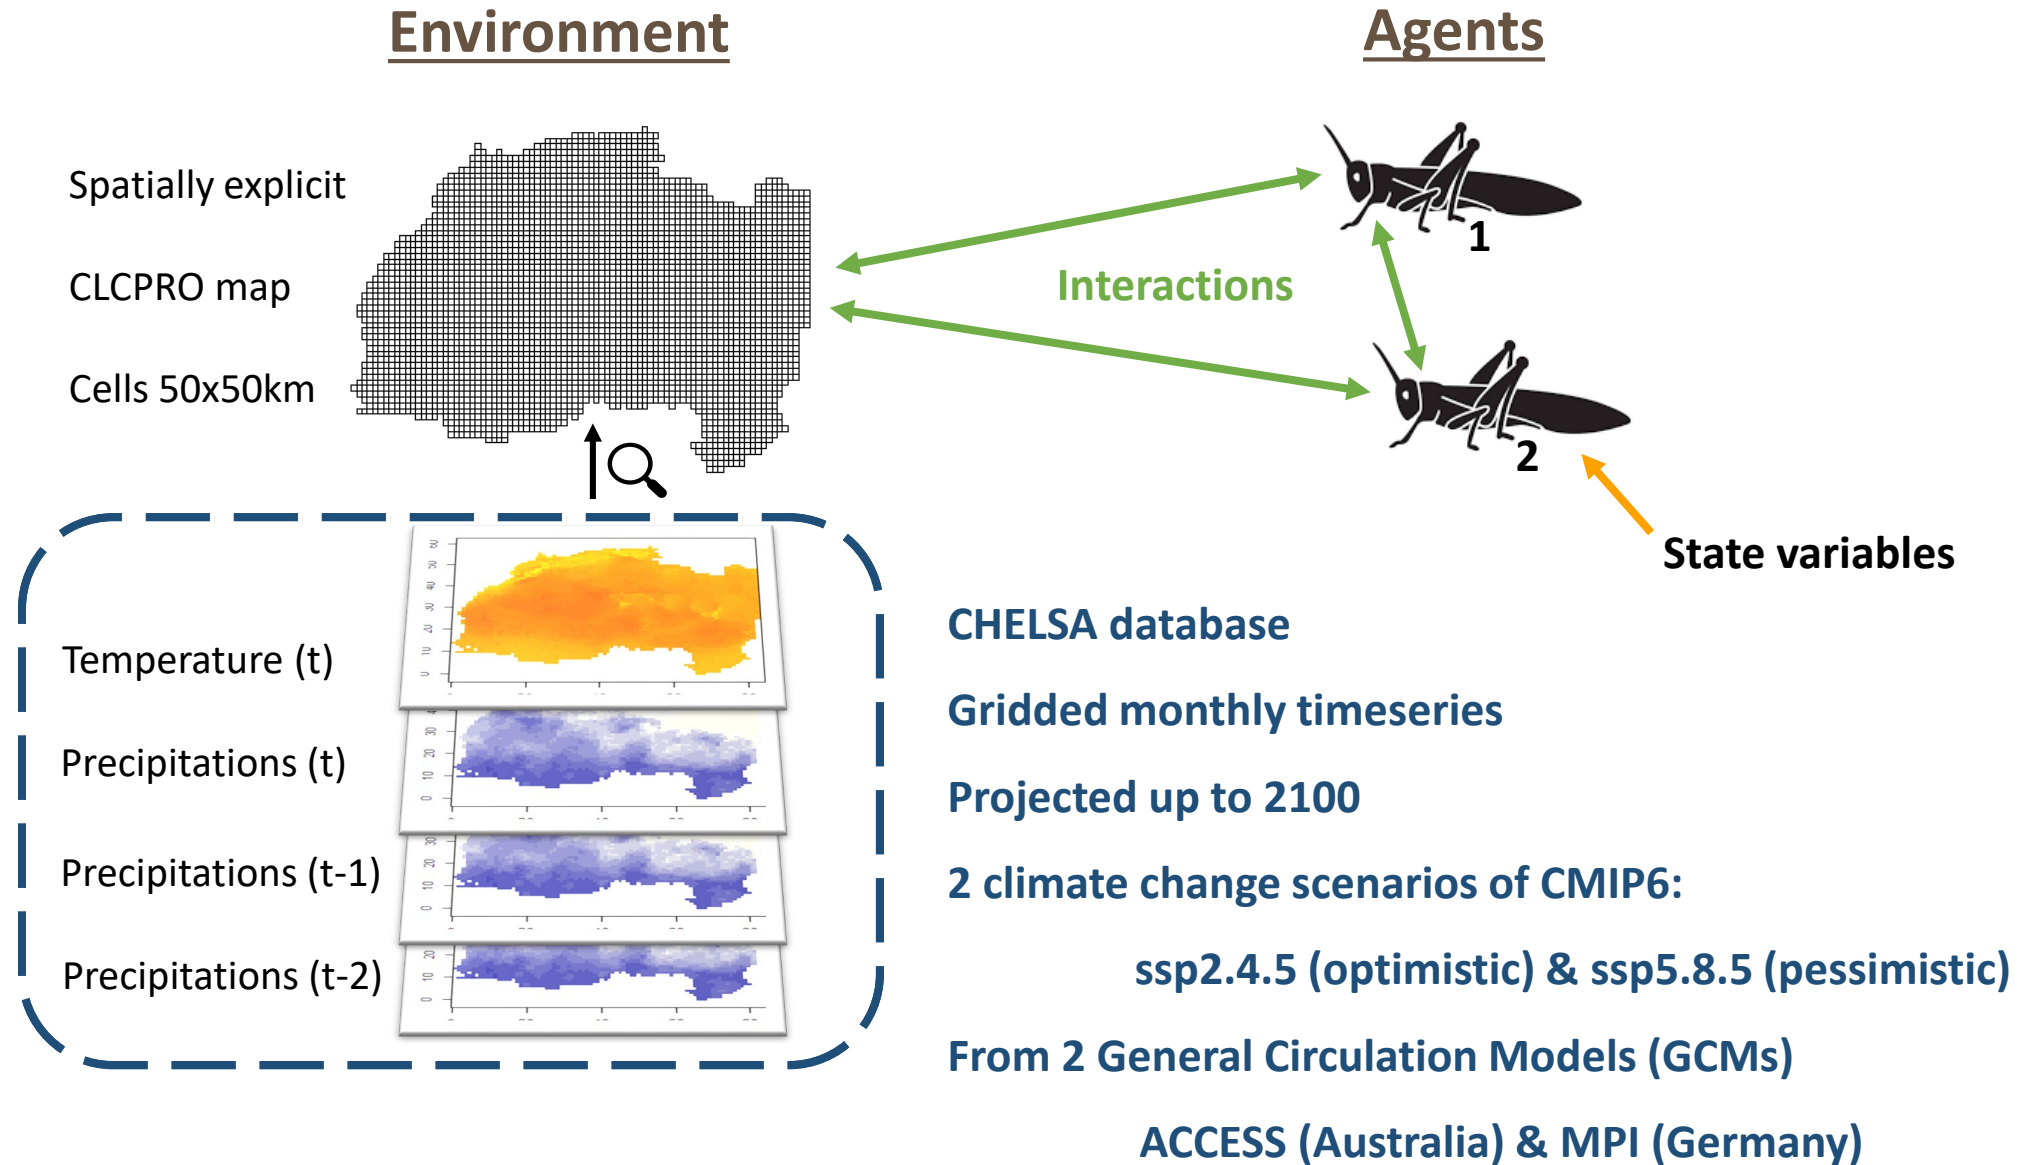 Environment
Agents
Spatially explicit
CLCPRO map
Cells 50x50km
Interactions
1
2
State variables
Temperature (t)
Precipitations (t)
Precipitations (t-1)
Precipitations (t-2)
CHELSA database
Gridded monthly timeseries
Projected up to 2100
2 climate change scenarios of CMIP6:
ssp2.4.5 (optimistic) & ssp5.8.5 (pessimistic)
From 2 General Circulation Models (GCMs)
ACCESS (Australia) & MPI (Germany)